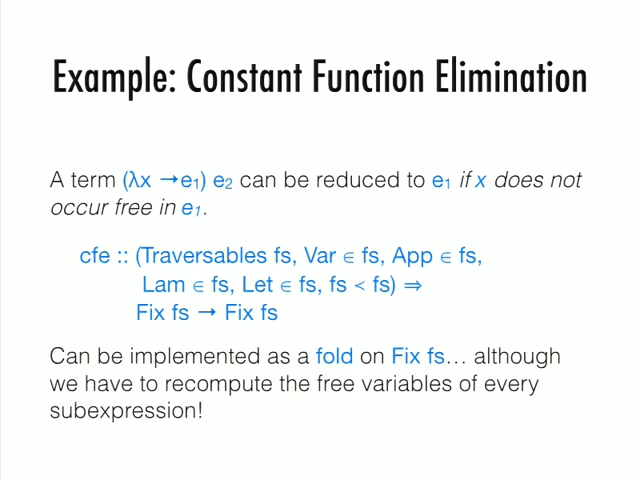 Example: Constant Function Elimination
A term (λx →e₁) e₂ can be reduced to e₁ if x does not
occur free in e₁.
cfe :: (Traversables fs, Var ∈ fs, App ∈ fs,
Lam ∈ fs, Let ∈ fs, fs < fs) ⇒
Fix fs → Fix fs
Can be implemented as a fold on Fix fs… although
we have to recompute the free variables of every
subexpression!